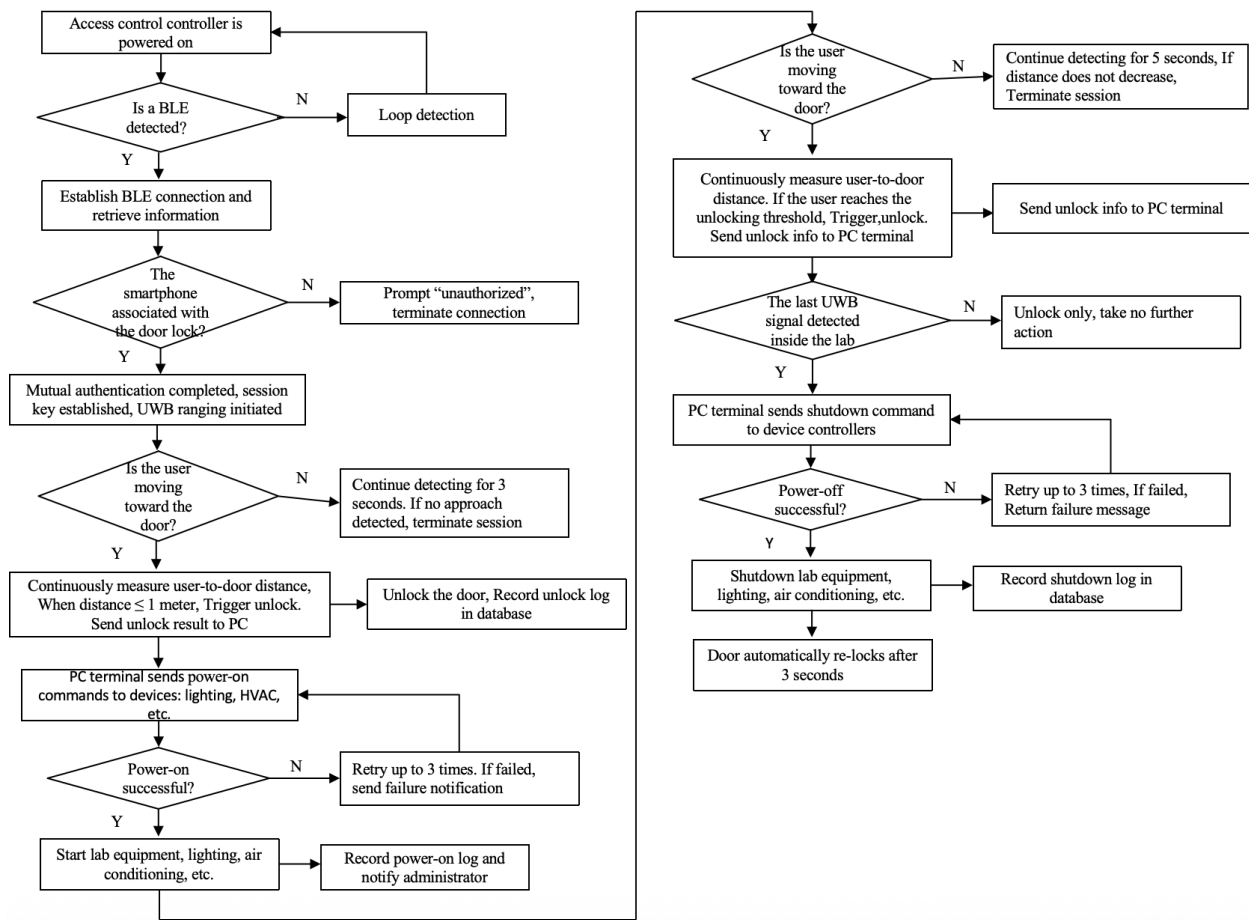 Access control controller is
powered on
Is a BLE
detected?
N
Loop detection
Y
Establish BLE connection and
retrieve information
The
smartphone
associated with
the door lock?
N
Prompt “unauthorized”,
terminate connection
Y
Mutual authentication completed, session
key established, UWB ranging initiated
Is the user
moving
toward the
door?
N
Continue detecting for 3
seconds. If no approach
detected, terminate session
Y
Continuously measure user-to-door distance,
When distance ≤ 1 meter, Trigger unlock.
Send unlock result to PC
Unlock the door, Record unlock log
in database
PC terminal sends power-on
commands to devices: lighting, HVAC,
etc.
Power-on
successful?
N
Retry up to 3 times. If failed,
send failure notification
Y
Start lab equipment, lighting, air
conditioning, etc.
Record power-on log and
notify administrator
Is the user
moving
toward the
door?
N
Continue detecting for 5 seconds, If
distance does not decrease,
Terminate session
Y
Continuously measure user-to-door
distance. If the user reaches the
unlocking threshold, Trigger,unlock.
Send unlock info to PC terminal
Send unlock info to PC terminal
The last UWB
signal detected
inside the lab
N
Unlock only, take no further
action
Y
PC terminal sends shutdown command
to device controllers
Power-off
successful?
N
Retry up to 3 times, If failed,
Return failure message
Y
Shutdown lab equipment,
lighting, air conditioning, etc.
Record shutdown log in
database
Door automatically re-locks after
3 seconds